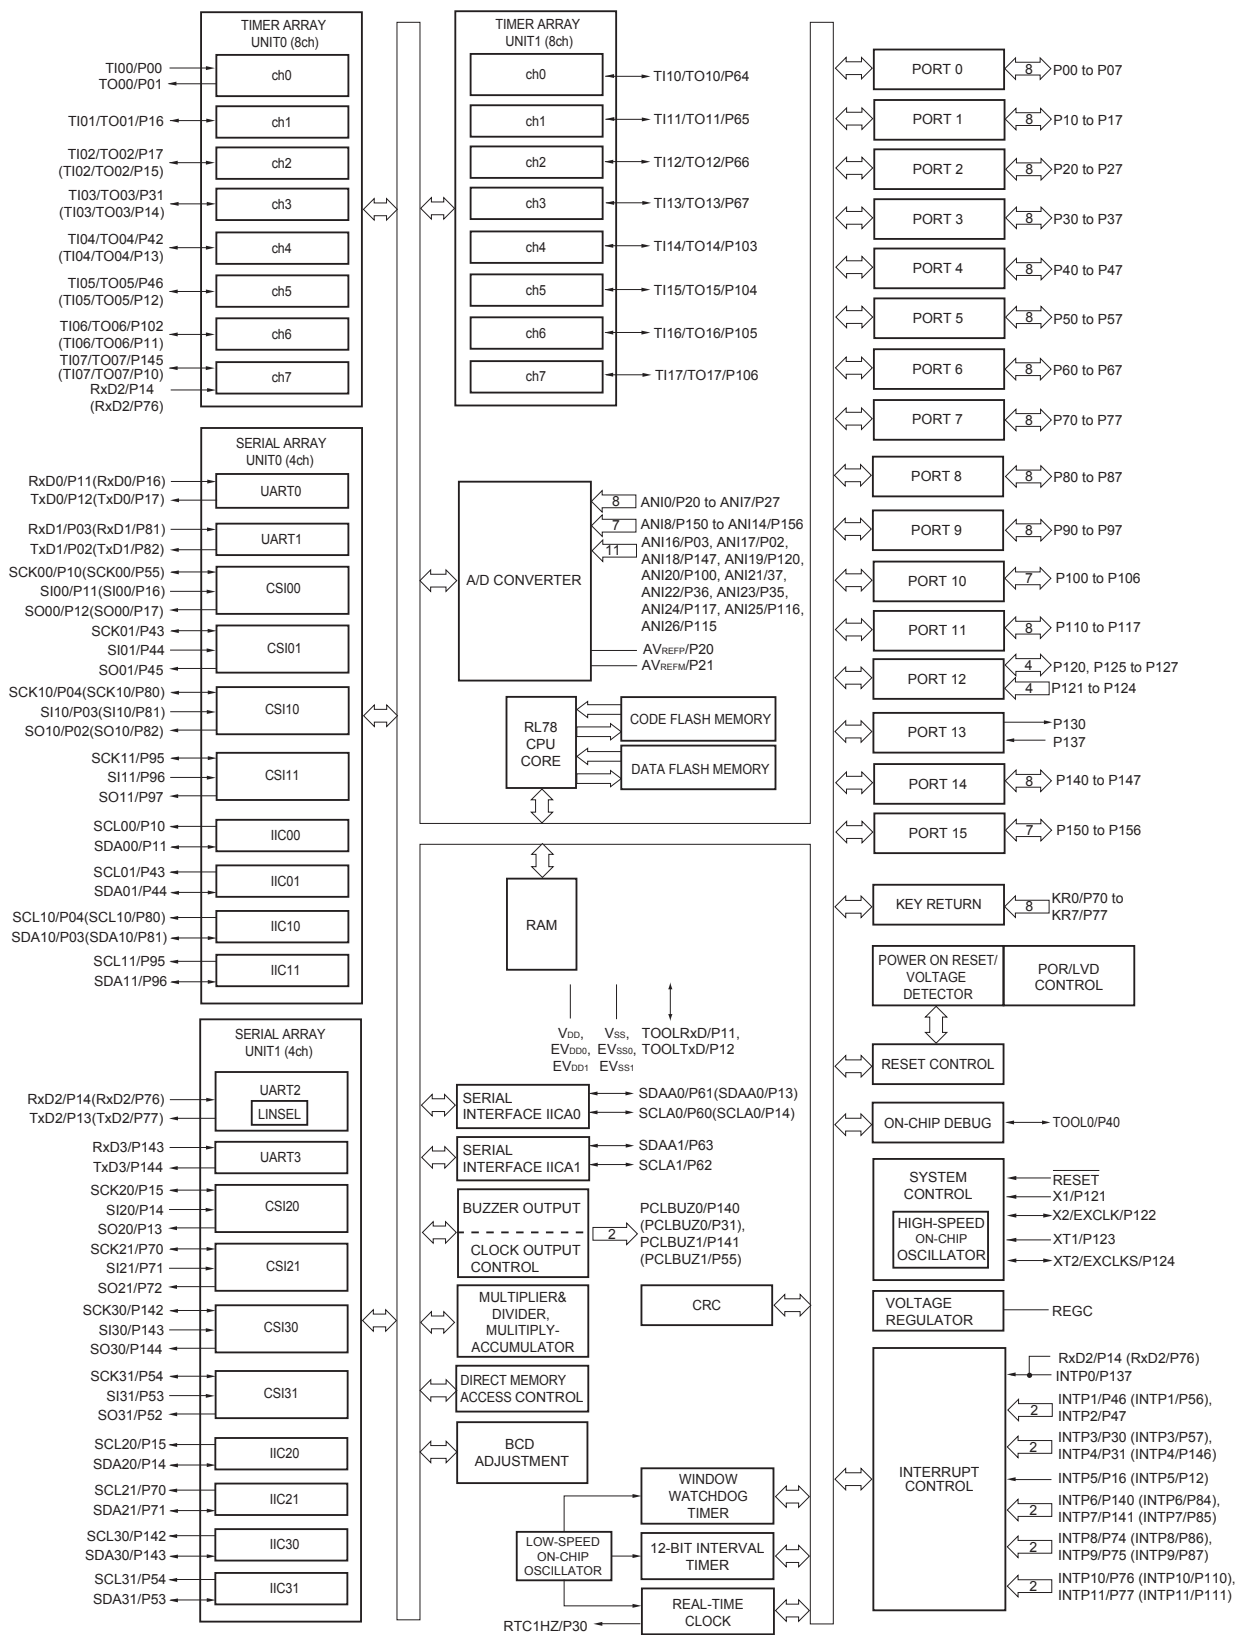 TIMER ARRAY
UNIT0 (8ch)
TI00/P00
TO00/P01
ch0
TI01/TO01/P16
ch1
TI02/TO02/P17
(TI02/TO02/P15)
ch2
TI03/TO03/P31
(TI03/TO03/P14)
ch3
TI04/TO04/P42
(TI04/TO04/P13)
ch4
TI05/TO05/P46
(TI05/TO05/P12)
ch5
TI06/TO06/P102
(TI06/TO06/P11)
ch6
TI07/TO07/P145
(TI07/TO07/P10)
ch7
RxD2/P14
(RxD2/P76)
SERIAL ARRAY
UNIT0 (4ch)
RxD0/P11(RxD0/P16)
TxD0/P12(TxD0/P17)
UART0
RxD1/P03(RxD1/P81)
TxD1/P02(TxD1/P82)
UART1
SCK00/P10(SCK00/P55)
SI00/P11(SI00/P16)
SO00/P12(SO00/P17)
CSI00
SCK01/P43
SI01/P44
SO01/P45
CSI01
SCK10/P04(SCK10/P80)
SI10/P03(SI10/P81)
SO10/P02(SO10/P82)
CSI10
SCK11/P95
SI11/P96
SO11/P97
CSI11
SCL00/P10
SDA00/P11
IIC00
SCL01/P43
SDA01/P44
IIC01
SCL10/P04(SCL10/P80)
SDA10/P03(SDA10/P81)
IIC10
SCL11/P95
SDA11/P96
IIC11
SERIAL ARRAY
UNIT1 (4ch)
RxD2/P14(RxD2/P76)
TxD2/P13(TxD2/P77)
UART2
LINSEL
RxD3/P143
TxD3/P144
UART3
SCK20/P15
SI20/P14
SO20/P13
CSI20
SCK21/P70
SI21/P71
SO21/P72
CSI21
SCK30/P142
SI30/P143
SO30/P144
CSI30
SCK31/P54
SI31/P53
SO31/P52
CSI31
SCL20/P15
SDA20/P14
IIC20
SCL21/P70
SDA21/P71
IIC21
SCL30/P142
SDA30/P143
IIC30
SCL31/P54
SDA31/P53
IIC31
TIMER ARRAY
UNIT1 (8ch)
ch0
TI10/TO10/P64
ch1
TI11/TO11/P65
ch2
TI12/TO12/P66
ch3
TI13/TO13/P67
ch4
TI14/TO14/P103
ch5
TI15/TO15/P104
ch6
TI16/TO16/P105
ch7
TI17/TO17/P106
A/D CONVERTER
8 ANI0/P20 to ANI7/P27
7 ANI8/P150 to ANI14/P156
11 ANI16/P03, ANI17/P02,
ANI18/P147, ANI19/P120,
ANI20/P100, ANI21/37,
ANI22/P36, ANI23/P35,
ANI24/P117, ANI25/P116,
ANI26/P115
AVREFP/P20
AVREFM/P21
RL78
CPU
CORE
CODE FLASH MEMORY
DATA FLASH MEMORY
RAM
VDD,
EVDD0,
EVDD1
VSS,
EVSS0,
EVSS1
TOOLRxD/P11,
TOOLTxD/P12
SERIAL
INTERFACE IICA0
SDAA0/P61(SDAA0/P13)
SCLA0/P60(SCLA0/P14)
SERIAL
INTERFACE IICA1
SDAA1/P63
SCLA1/P62
BUZZER OUTPUT
CLOCK OUTPUT
CONTROL
2
PCLBUZ0/P140
(PCLBUZ0/P31),
PCLBUZ1/P141
(PCLBUZ1/P55)
MULTIPLIER&
DIVIDER,
MULITIPLY-
ACCUMULATOR
CRC
DIRECT MEMORY
ACCESS CONTROL
BCD
ADJUSTMENT
WINDOW
WATCHDOG
TIMER
LOW-SPEED
ON-CHIP
OSCILLATOR
12-BIT INTERVAL
TIMER
REAL-TIME
CLOCK
RTC1HZ/P30
PORT 0 8 P00 to P07
PORT 1 8 P10 to P17
PORT 2 8 P20 to P27
PORT 3 8 P30 to P37
PORT 4 8 P40 to P47
PORT 5 8 P50 to P57
PORT 6 8 P60 to P67
PORT 7 8 P70 to P77
PORT 8 8 P80 to P87
PORT 9 8 P90 to P97
PORT 10 7 P100 to P106
PORT 11 8 P110 to P117
PORT 12
4 P120, P125 to P127
4 P121 to P124
PORT 13
P130
P137
PORT 14 8 P140 to P147
PORT 15 7 P150 to P156
KEY RETURN
8 KR0/P70 to
KR7/P77
POWER ON RESET/
VOLTAGE
DETECTOR
POR/LVD
CONTROL
RESET CONTROL
ON-CHIP DEBUG
TOOL0/P40
SYSTEM
CONTROL
HIGH-SPEED
ON-CHIP
OSCILLATOR
RESET
X1/P121
X2/EXCLK/P122
XT1/P123
XT2/EXCLKS/P124
VOLTAGE
REGULATOR
REGC
INTERRUPT
CONTROL
RxD2/P14 (RxD2/P76)
INTP0/P137
2 INTP1/P46 (INTP1/P56),
INTP2/P47
2 INTP3/P30 (INTP3/P57),
INTP4/P31 (INTP4/P146)
INTP5/P16 (INTP5/P12)
2 INTP6/P140 (INTP6/P84),
INTP7/P141 (INTP7/P85)
2 INTP8/P74 (INTP8/P86),
INTP9/P75 (INTP9/P87)
2 INTP10/P76 (INTP10/P110),
INTP11/P77 (INTP11/P111)